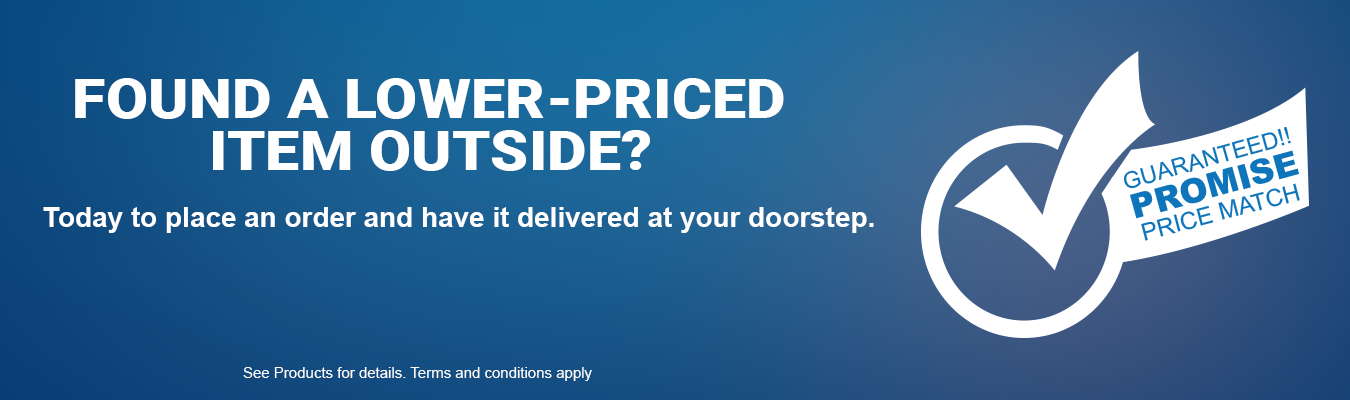 FOUND A LOWER-PRICED
ITEM OUTSIDE?
Today to place an order and have it delivered at your doorstep.
GUARANTEED!!
PROMISE
PRICE MATCH
See Products for details. Terms and conditions apply